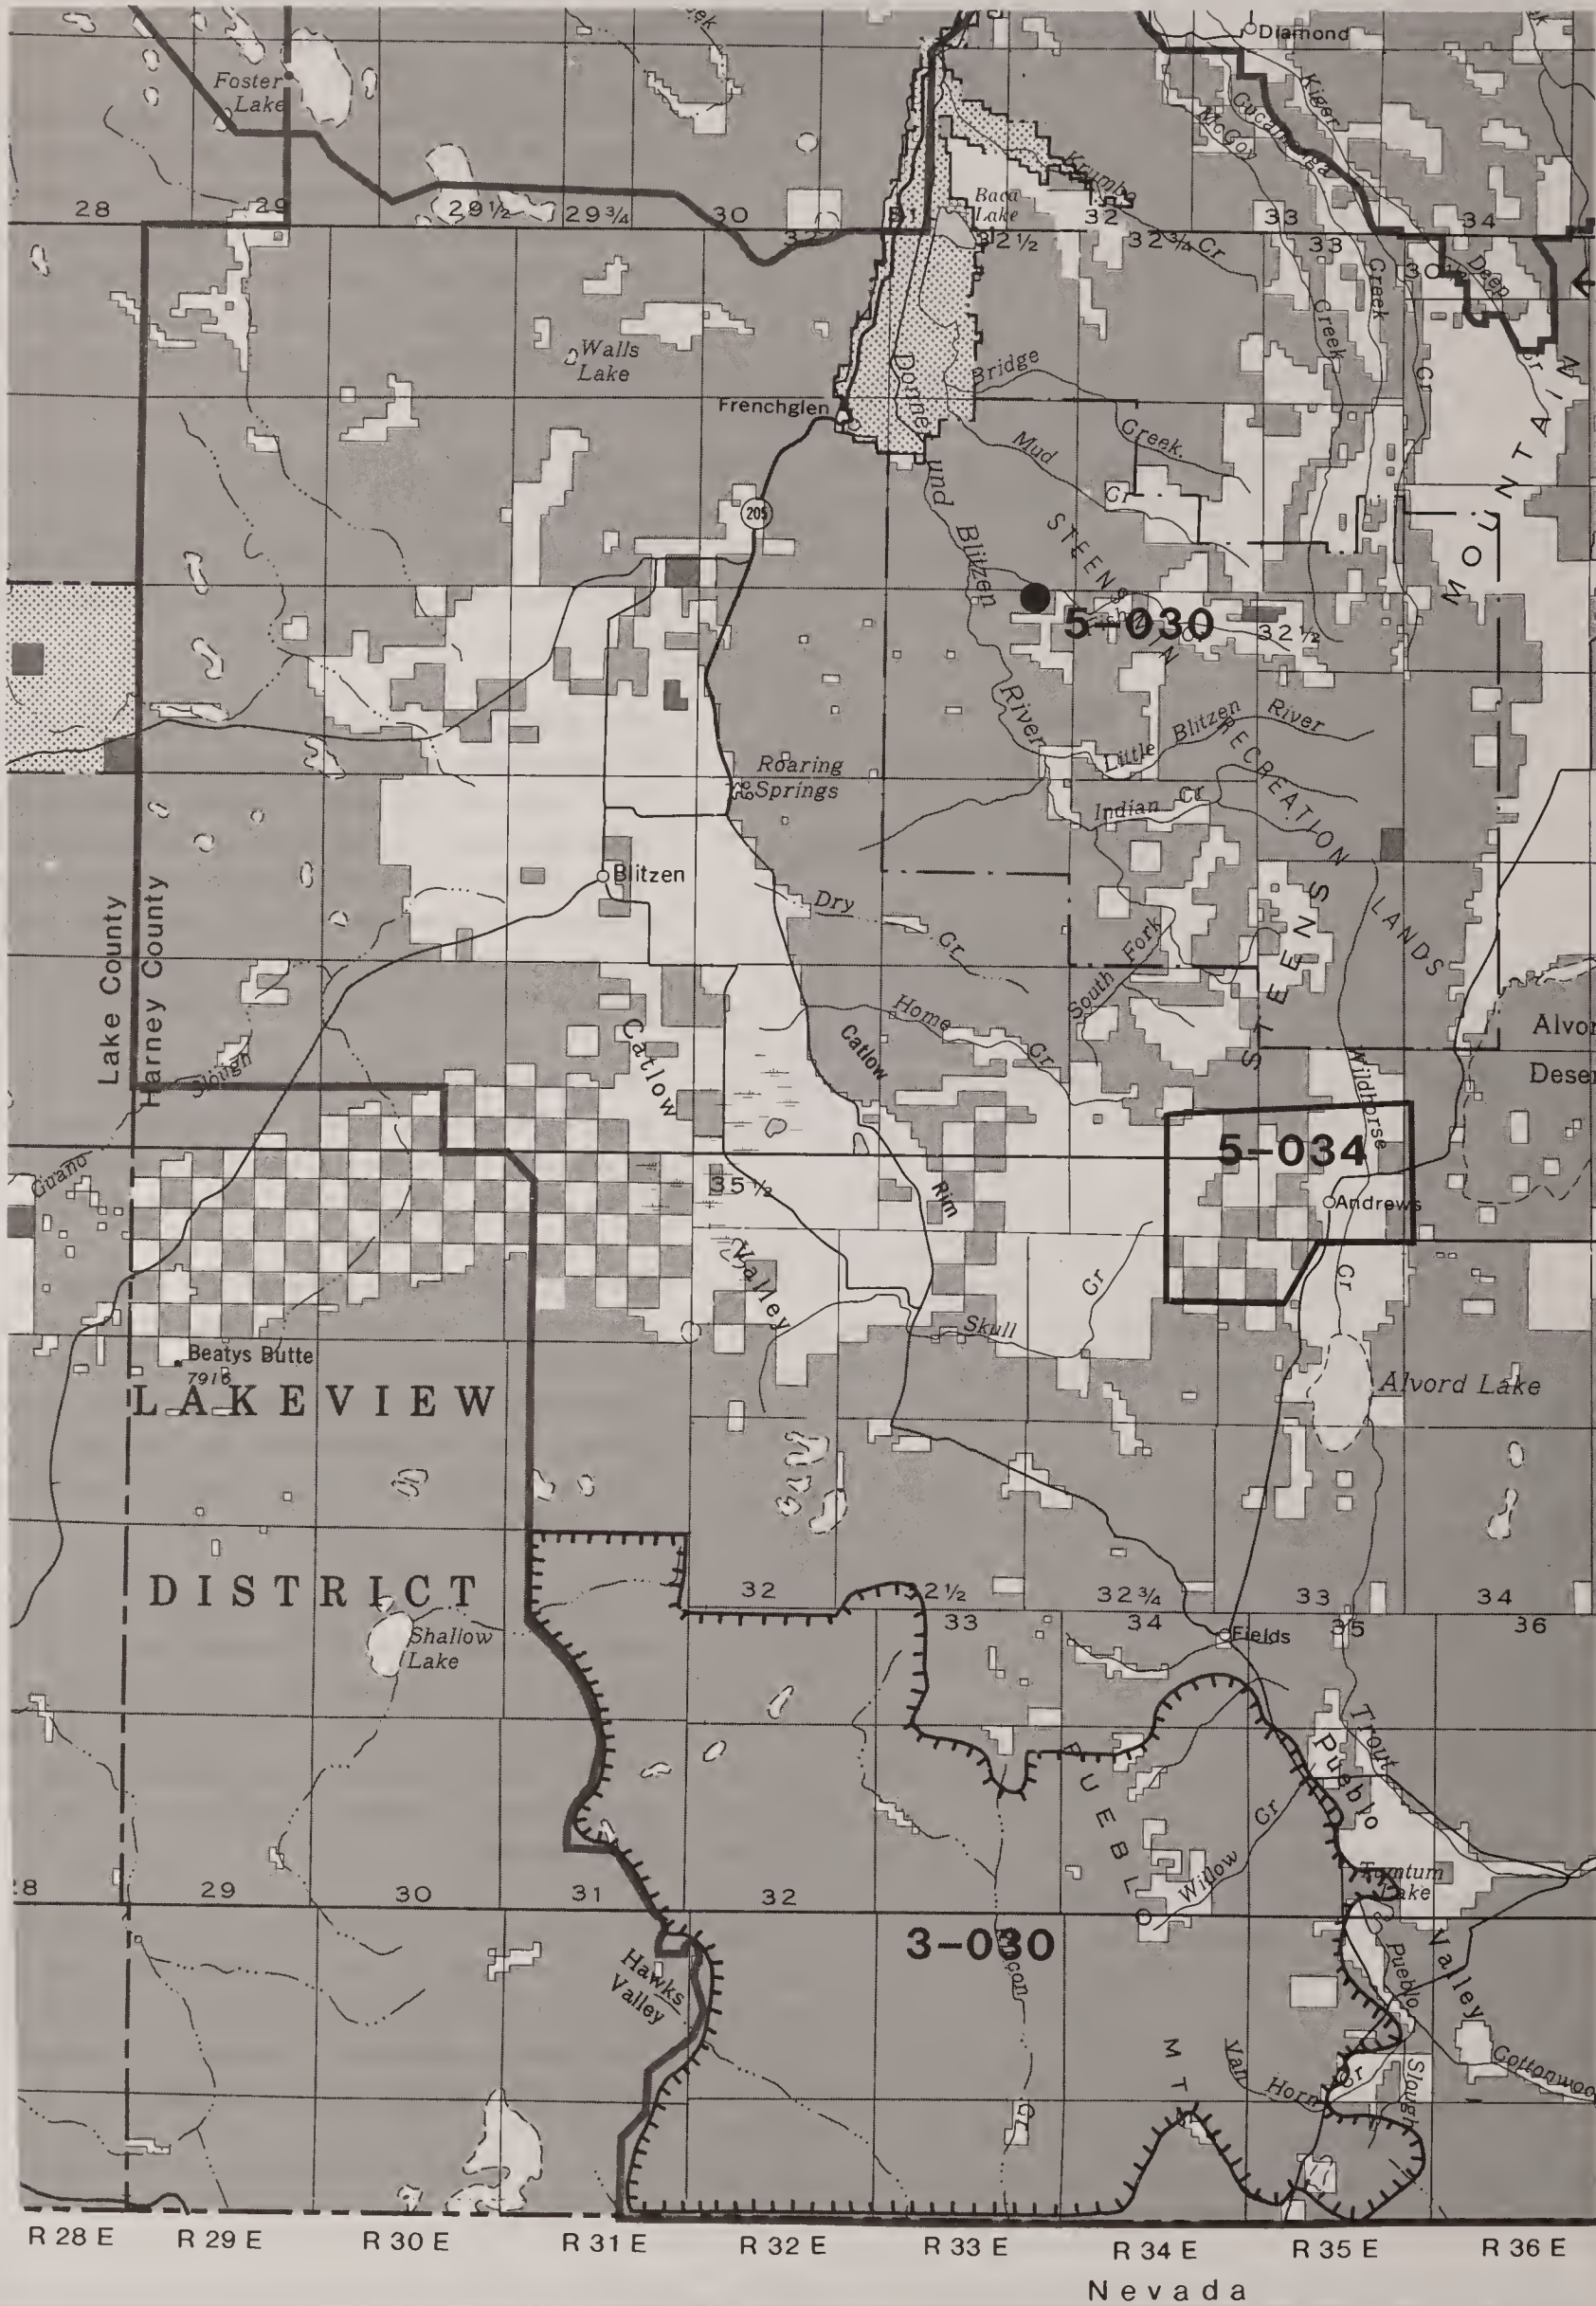 Diamond
Foster
Lake
Kiger
Cucamonga
McGoy
Krumbo
Baca
Lake
28
29
29½
29¾
30
31
32
33
34
32
32½
32¾
Cr
33
Deep
Cr
Creek
Creek
Cr
Walls
Lake
Bridge
Creek
Frenchglen
Donner
und
Blitzen
River
Mud
Cr
205
STEENS
MOUNTAIN
RECREATION
LANDS
5-030
32½
Little
Blitzen
River
Roaring
Springs
Indian Cr
Blitzen
Dry
Cr
South Fork
STEENS
MOUNTAIN
Lake County
Harney County
Home
Cr
Catlow
Valley
Catlow
Rim
Wildhorse
Cr
Alvor
Deser
Slough
Guano
5-034
35½
Andrews
Cr
Skull
Beatys Butte
7916
LAKEVIEW
DISTRICT
Alvord Lake
32
32½
32¾
33
34
33
34
35
36
Fields
Shallow
Lake
Trout
Pueblo
Valley
PUEBLO
MT
Willow
Cr
Tumtum
Lake
28
29
30
31
32
3-030
Hawks
Valley
Pueblo
Slough
Van
Horn
Cr
Cr
Cottonwoo
R 28 E
R 29 E
R 30 E
R 31 E
R 32 E
R 33 E
R 34 E
R 35 E
R 36 E
Nevada